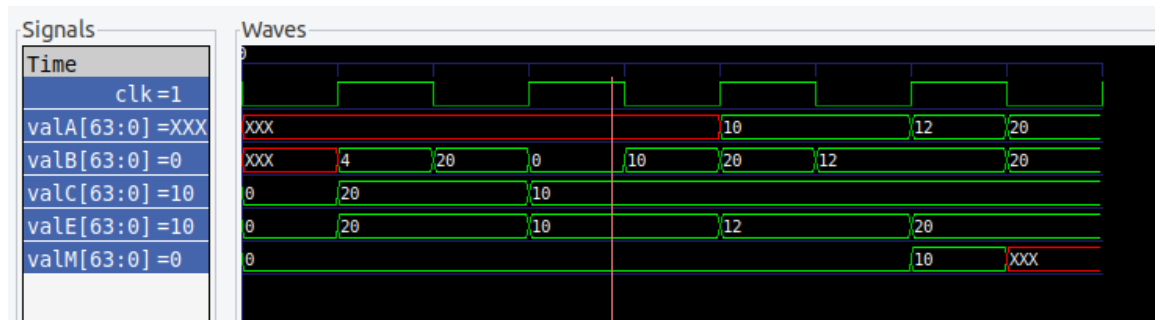 Signals Waves
Time 0
clk=1
valA[63:0]=XXX XXX 10 12 20
valB[63:0]=0 XXX 4 20 0 10 20 12 20
valC[63:0]=10 0 20 10
valE[63:0]=10 0 20 10 12 20
valM[63:0]=0 0 10 XXX